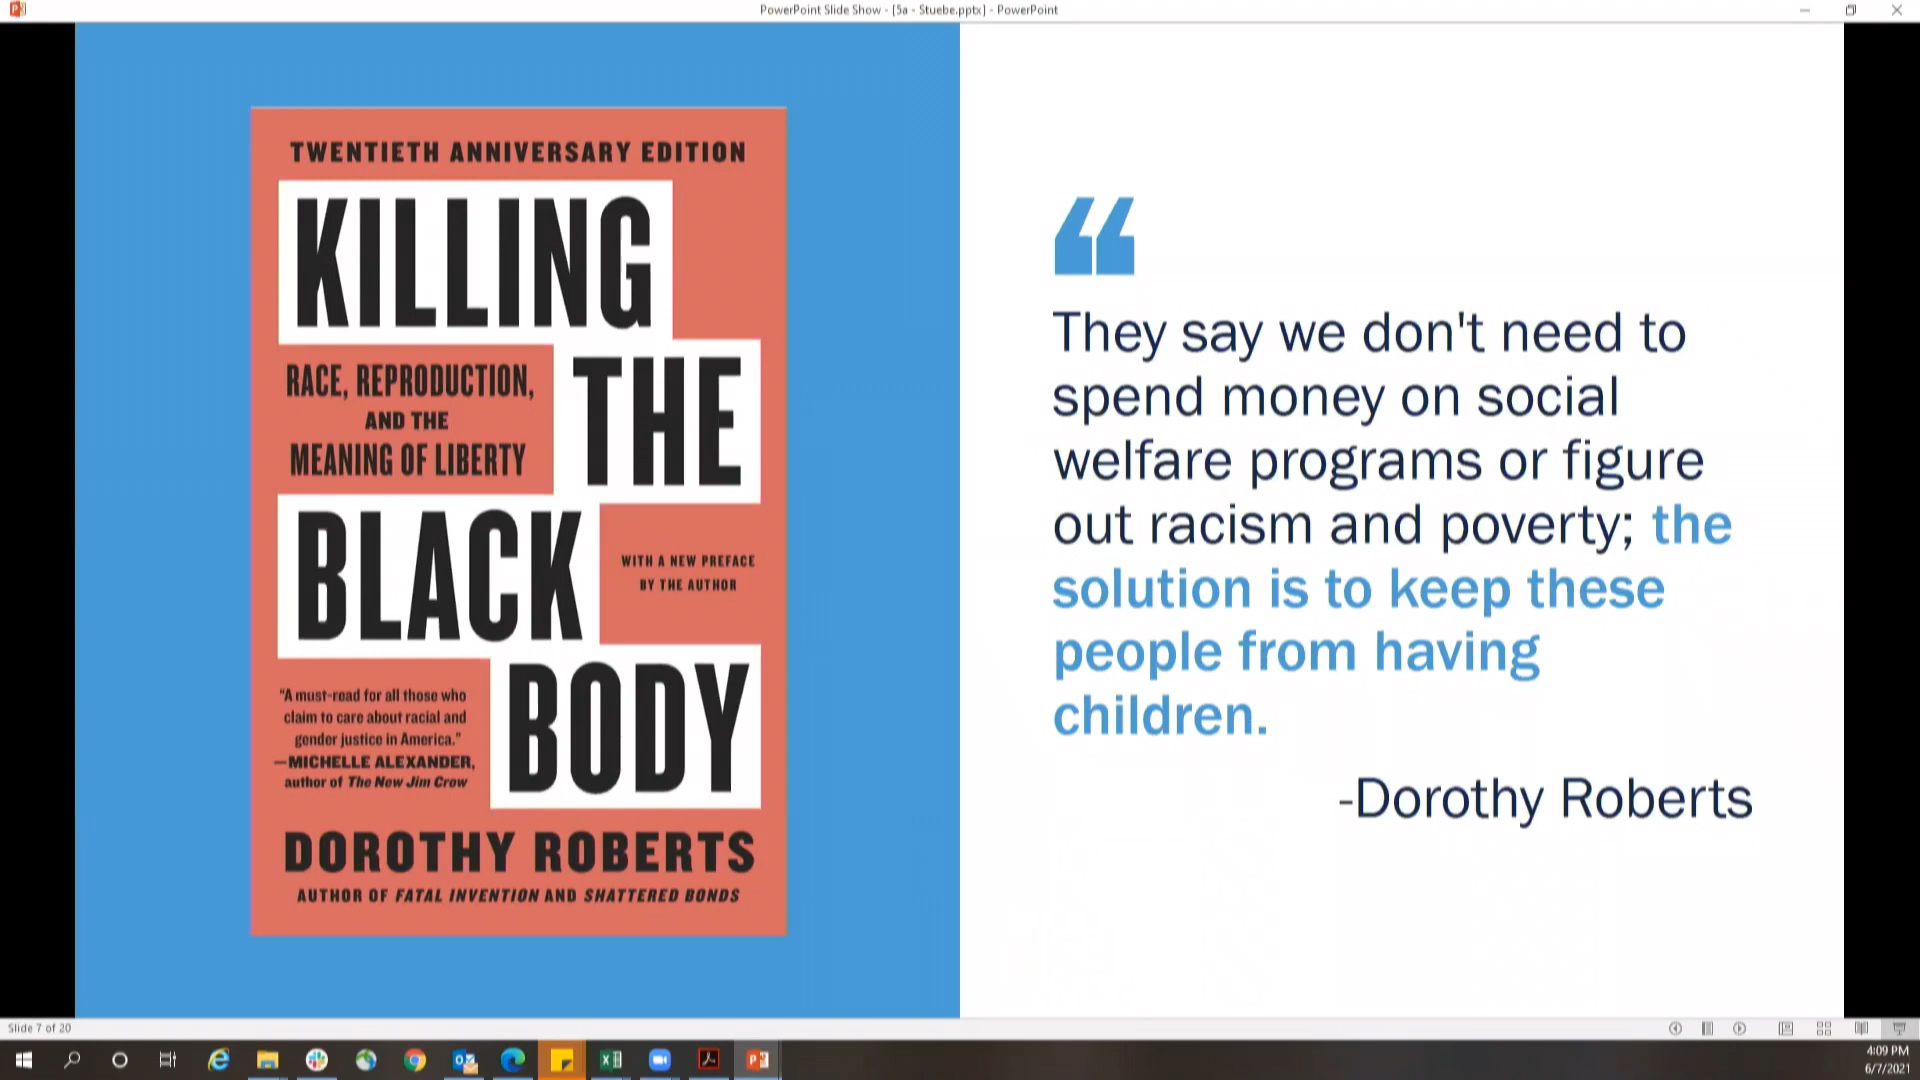 PowerPoint Slide Show - [5a - Stuebe.pptx] - PowerPoint
TWENTIETH ANNIVERSARY EDITION
KILLING
THE
RACE, REPRODUCTION,
AND THE
MEANING OF LIBERTY
BLACK
WITH A NEW PREFACE
BY THE AUTHOR
BODY
"A must-read for all those who
claim to care about racial and
gender justice in America."
—MICHELLE ALEXANDER,
author of The New Jim Crow
DOROTHY ROBERTS
AUTHOR OF FATAL INVENTION AND SHATTERED BONDS
“
They say we don't need to
spend money on social
welfare programs or figure
out racism and poverty; the
solution is to keep these
people from having
children.
-Dorothy Roberts
Slide 7 of 20
4:09 PM
6/7/2021